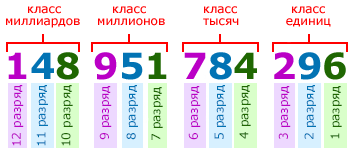 класс миллиардов
класс миллионов
класс тысяч
класс единиц
148 951 784 296
12 разряд
11 разряд
10 разряд
9 разряд
8 разряд
7 разряд
6 разряд
5 разряд
4 разряд
3 разряд
2 разряд
1 разряд